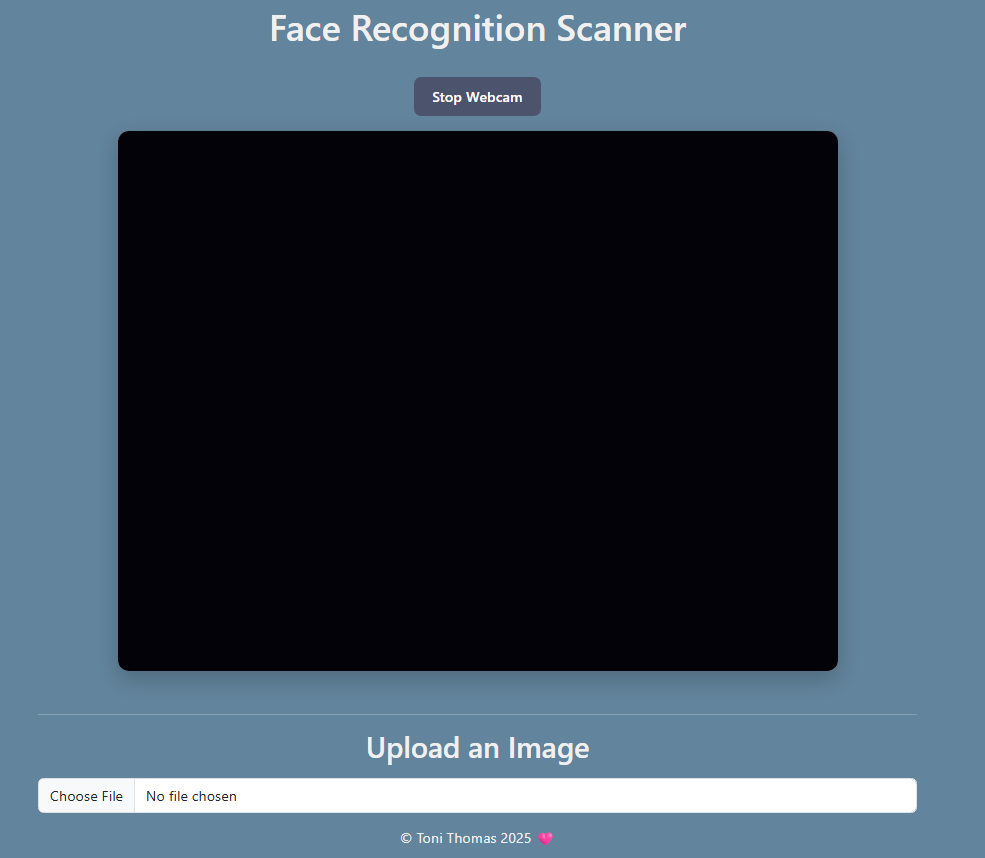 Face Recognition Scanner
Stop Webcam
Upload an Image
Choose File No file chosen
© Toni Thomas 2025 💗